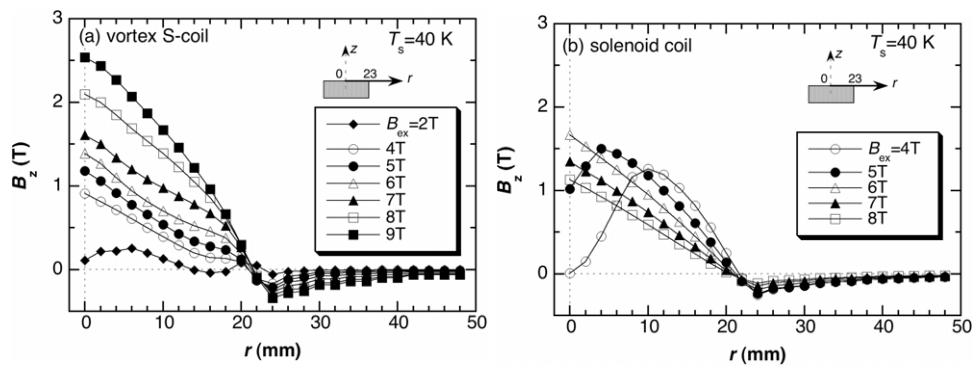 (a) vortex S-coil
T_s=40 K
z
0 23
r
B_ex=2T
4T
5T
6T
7T
8T
9T
B_z (T)
3
2
1
0
0 10 20 30 40 50
r (mm)
(b) solenoid coil
T_s=40 K
z
0 23
r
B_ex=4T
5T
6T
7T
8T
B_z (T)
3
2
1
0
0 10 20 30 40 50
r (mm)